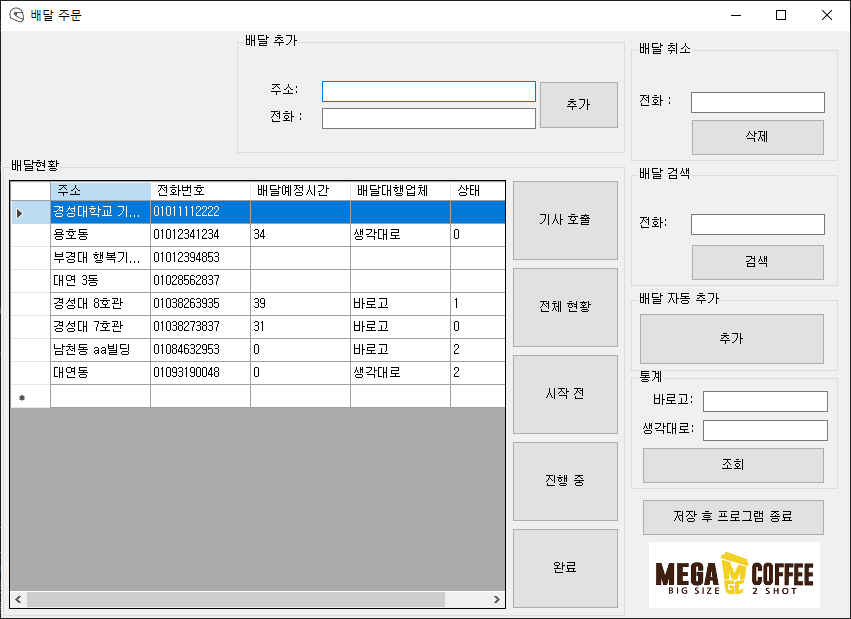 배달 주문
배달 추가
주소:
전화 :
추가
배달 취소
전화 :
삭제
배달현황
주소 전화번호 배달예정시간 배달대행업체 상태
경성대학교 기... 01011112222
용호동 01012341234 34 생각대로 0
부경대 행복기... 01012394853
대연 3동 01028562837
경성대 8호관 01038263935 39 바로고 1
경성대 7호관 01038273837 31 바로고 0
남천동 aa빌딩 01084632953 0 바로고 2
대연동 01093190048 0 생각대로 2
기사 호출
전체 현황
시작 전
진행 중
완료
배달 검색
전화:
검색
배달 자동 추가
추가
통계
바로고:
생각대로:
조회
저장 후 프로그램 종료
MEGA MGC COFFEE
BIG SIZE 2 SHOT